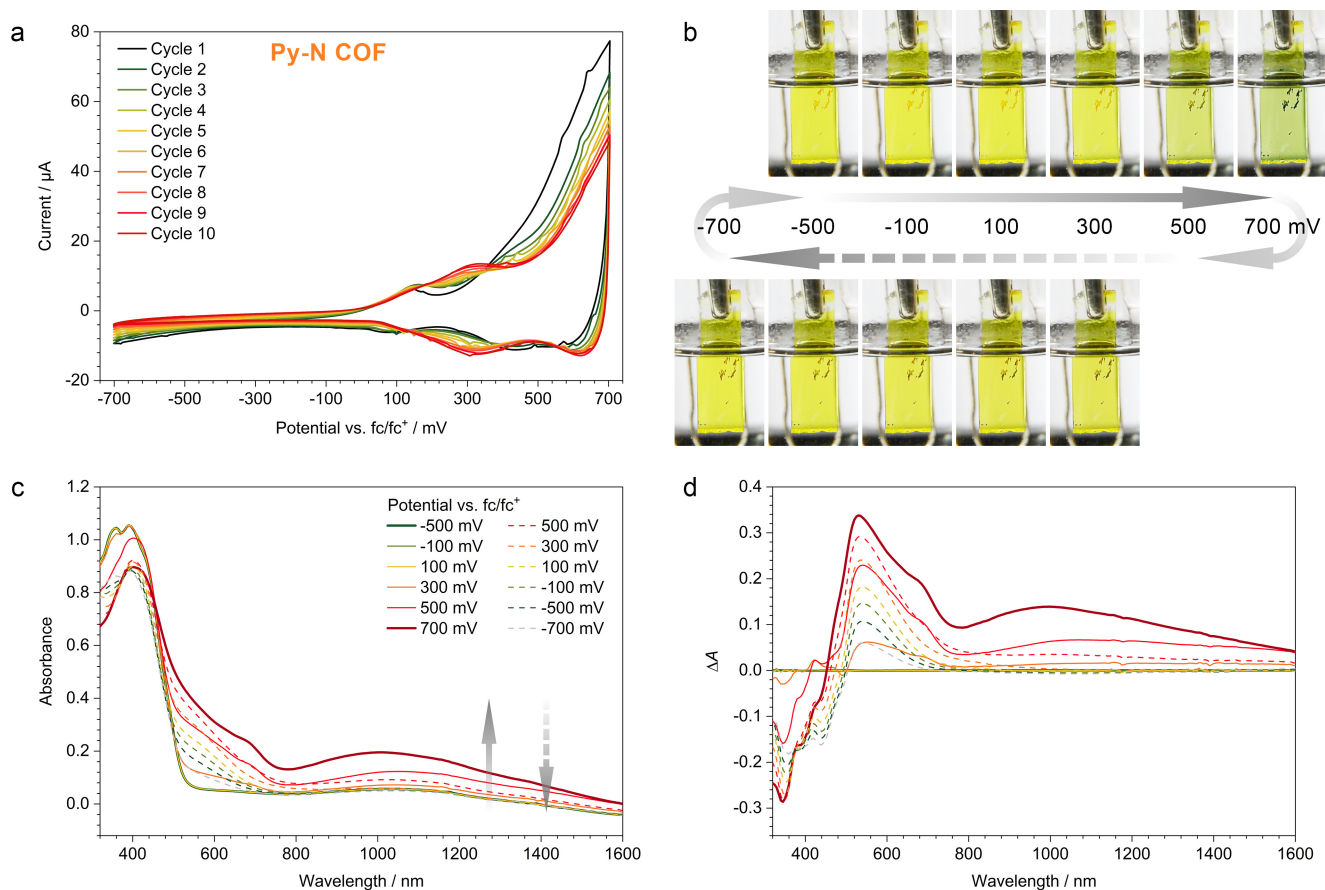 a
Py-N COF
Cycle 1
Cycle 2
Cycle 3
Cycle 4
Cycle 5
Cycle 6
Cycle 7
Cycle 8
Cycle 9
Cycle 10
80
60
40
20
0
-20
Current / µA
-700 -500 -300 -100 100 300 500 700
Potential vs. fc/fc⁺ / mV
b
-700 -500 -100 100 300 500 700 mV
c
1.2
1.0
0.8
0.6
0.4
0.2
0.0
Absorbance
Potential vs. fc/fc⁺
-500 mV 500 mV
-100 mV 300 mV
100 mV 100 mV
300 mV -100 mV
500 mV -500 mV
700 mV -700 mV
400 600 800 1000 1200 1400 1600
Wavelength / nm
d
0.4
0.3
0.2
0.1
0.0
-0.1
-0.2
-0.3
ΔA
400 600 800 1000 1200 1400 1600
Wavelength / nm